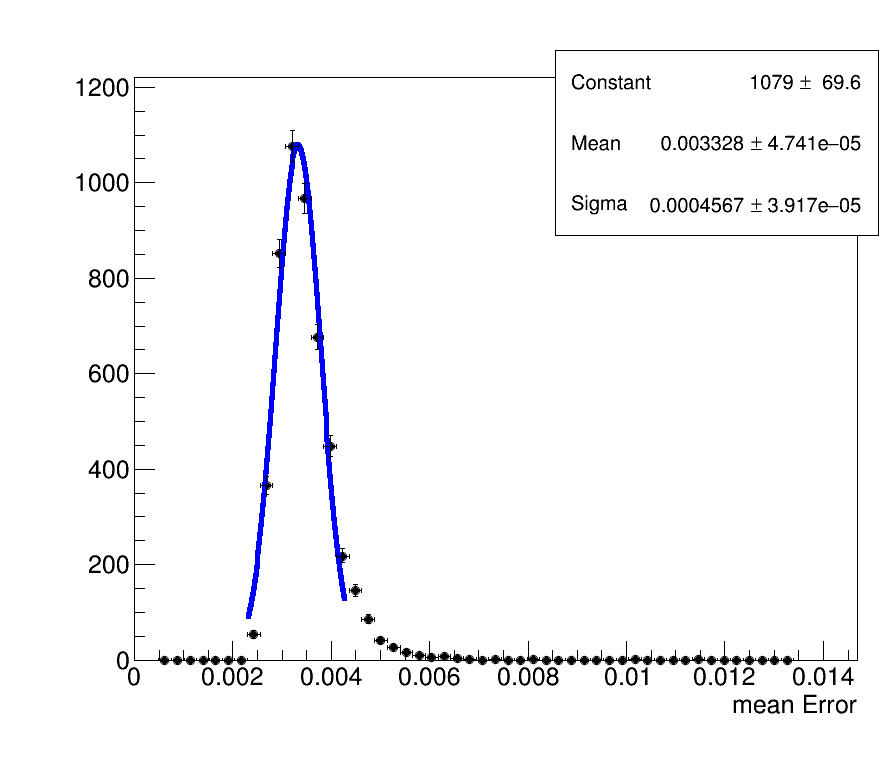 Constant 1079 ± 69.6
Mean 0.003328 ± 4.741e−05
Sigma 0.0004567 ± 3.917e−05
1200
1000
800
600
400
200
0
0 0.002 0.004 0.006 0.008 0.01 0.012 0.014
mean Error